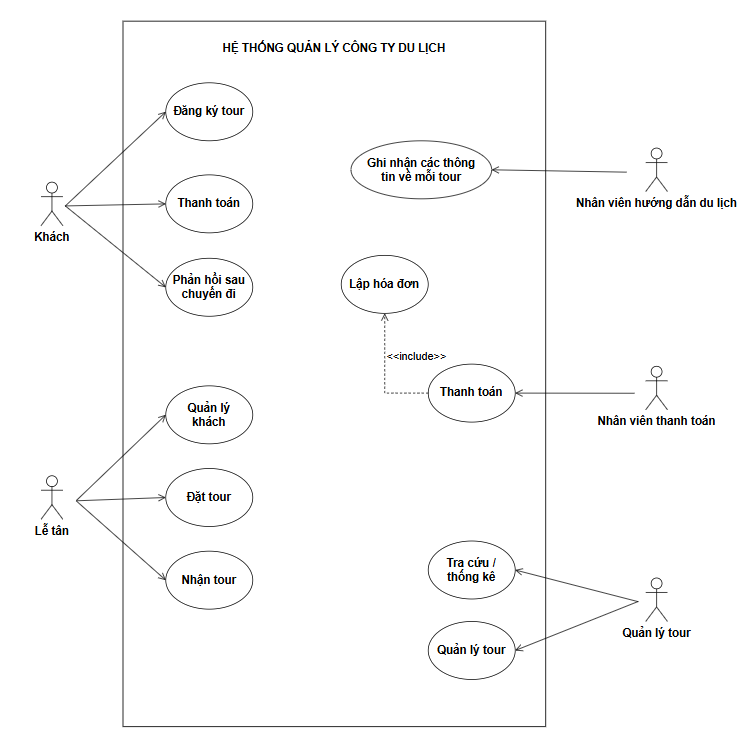 HỆ THỐNG QUẢN LÝ CÔNG TY DU LỊCH
Đăng ký tour
Thanh toán
Phản hồi sau
chuyến đi
Khách
Ghi nhận các thông
tin về mỗi tour
Nhân viên hướng dẫn du lịch
Lập hóa đơn
<<include>>
Thanh toán
Nhân viên thanh toán
Quản lý
khách
Đặt tour
Nhận tour
Lễ tân
Tra cứu /
thống kê
Quản lý tour
Quản lý tour